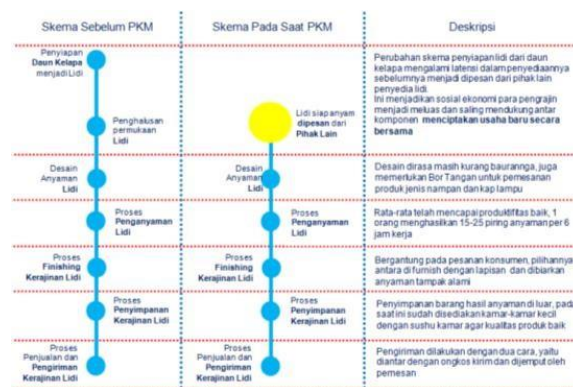 Skema Sebelum PKM
Skema Pada Saat PKM
Deskripsi
Penyiapan
Daun Kelapa
menjadi Lidi
Penghalusan
permukaan
Lidi
Lidi siapanyam
dipesan dari
Pihak Lain
Perubahan skema penyiapan lidi dari daun
kelapa mengalami latensi dalam penyediaannya
sebelumnya menjadi dipesan dari pihak lain
penyedia lidi.
Ini menjadikan sosial ekonomi para pengrajin
menjadi meluas dan saling mendukung antar
komponen menciptakan usaha baru secara
bersama
Desain
Anyaman
Lidi
Desain
Anyaman
Lidi
Desain dirasa masih kurang baurannya, juga
memerlukan Bor Tangan untuk pemesanan
produk jenis nampan dan kap lampu
Proses
Penganyaman
Lidi
Proses
Penganyaman
Lidi
Rata-rata telah mencapai produktifitas baik, 1
orang menghasilkan 15-25 piring anyaman per 6
jam kerja
Proses
Finishing
Kerajinan Lidi
Proses
Finishing
Kerajinan Lidi
Bergantung pada pesanan konsumen, pilihannya
antara di furnish dengan lapisan dan dibiarkan
anyaman tampak alami
Proses
Penyimpanan
Kerajinan Lidi
Proses
Penyimpanan
Kerajinan Lidi
Penyimpanan barang hasil anyaman di luar, pada
saat ini sudah disediakan kamar-kamar kecil
dengan sushu kamar agar kualitas produk baik
Proses
Penjualan dan
Pengiriman
Kerajinan Lidi
Proses
Penjualan dan
Pengiriman
Kerajinan Lidi
Pengiriman dilakukan dengan dua cara, yaitu
diantar dengan ongkos kirim dan dijemput oleh
pemesan